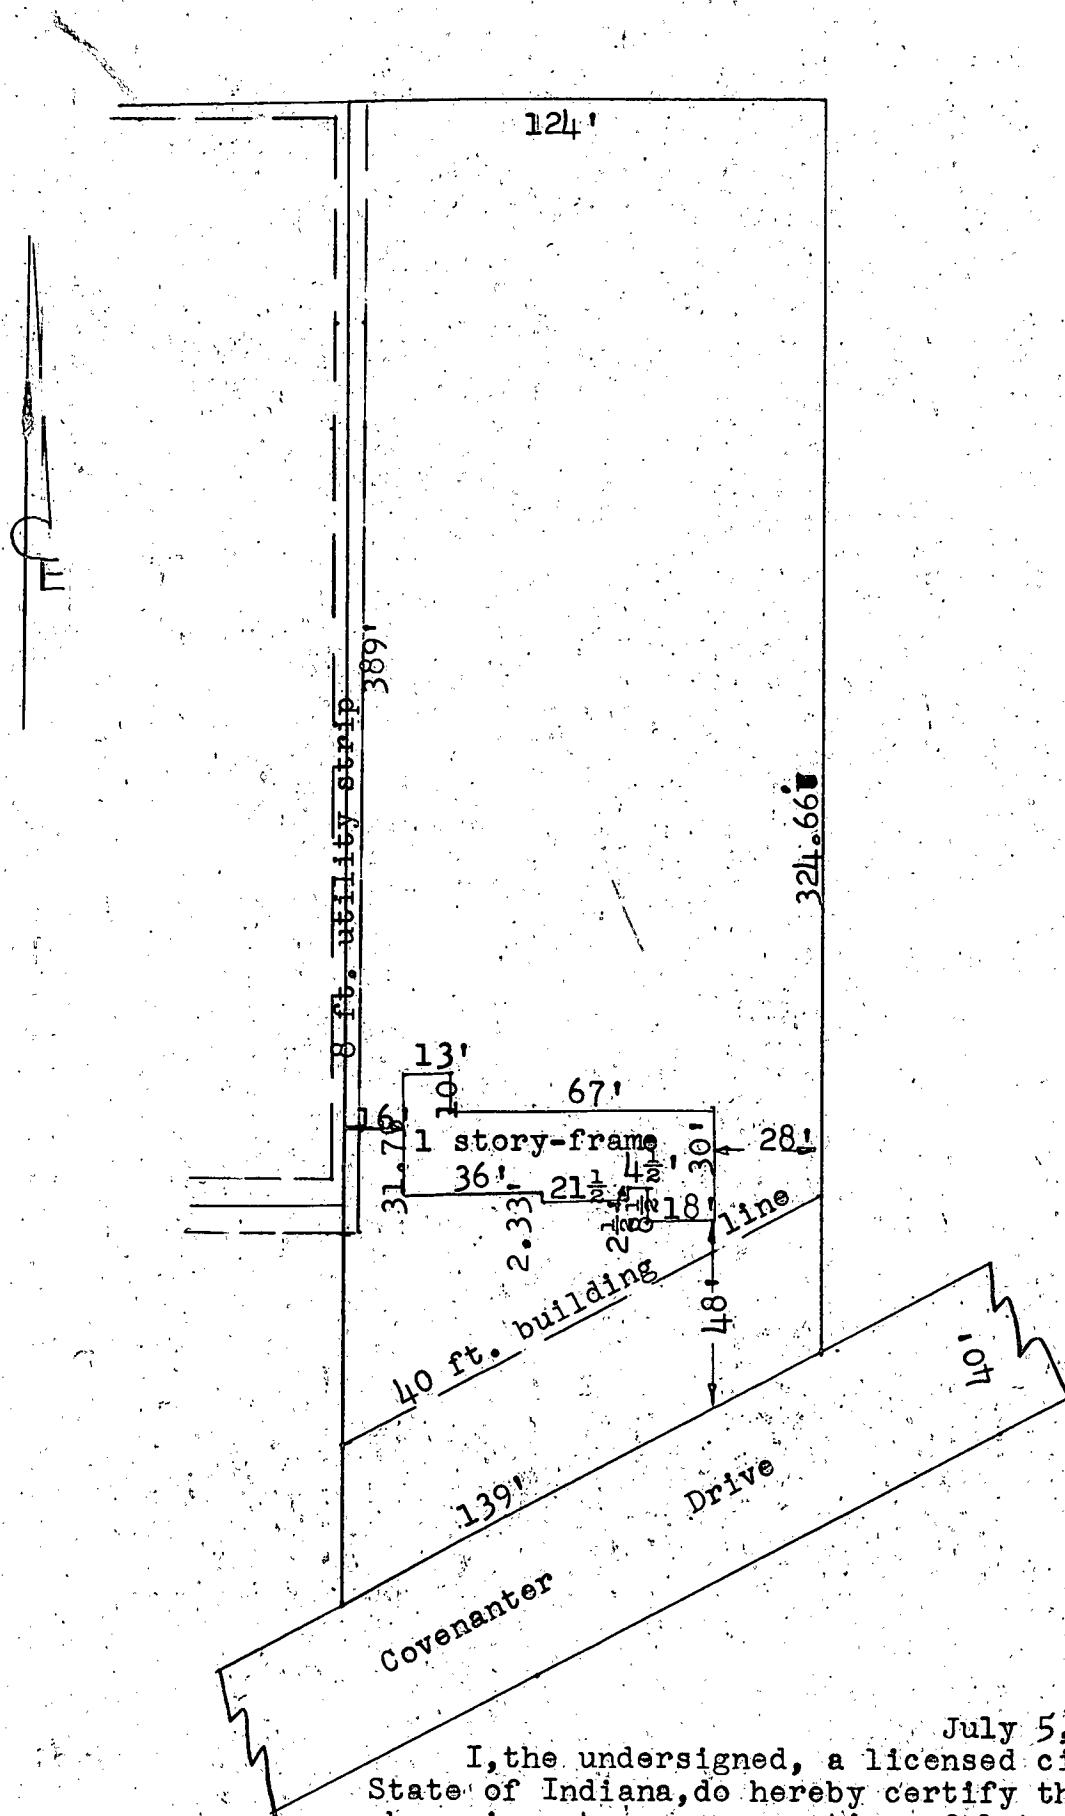 124'
389'
8 ft. utility strip
324.66'
13'
10'
67'
16'
1 story-frame
28'
31.78
30'
4½'
36'
21½
2.33'
18'
line
48'
40 ft. building
40'
139'
Drive
Covenanter
July 5,
I,the undersigned, a licensed ci
State of Indiana,do hereby certify th